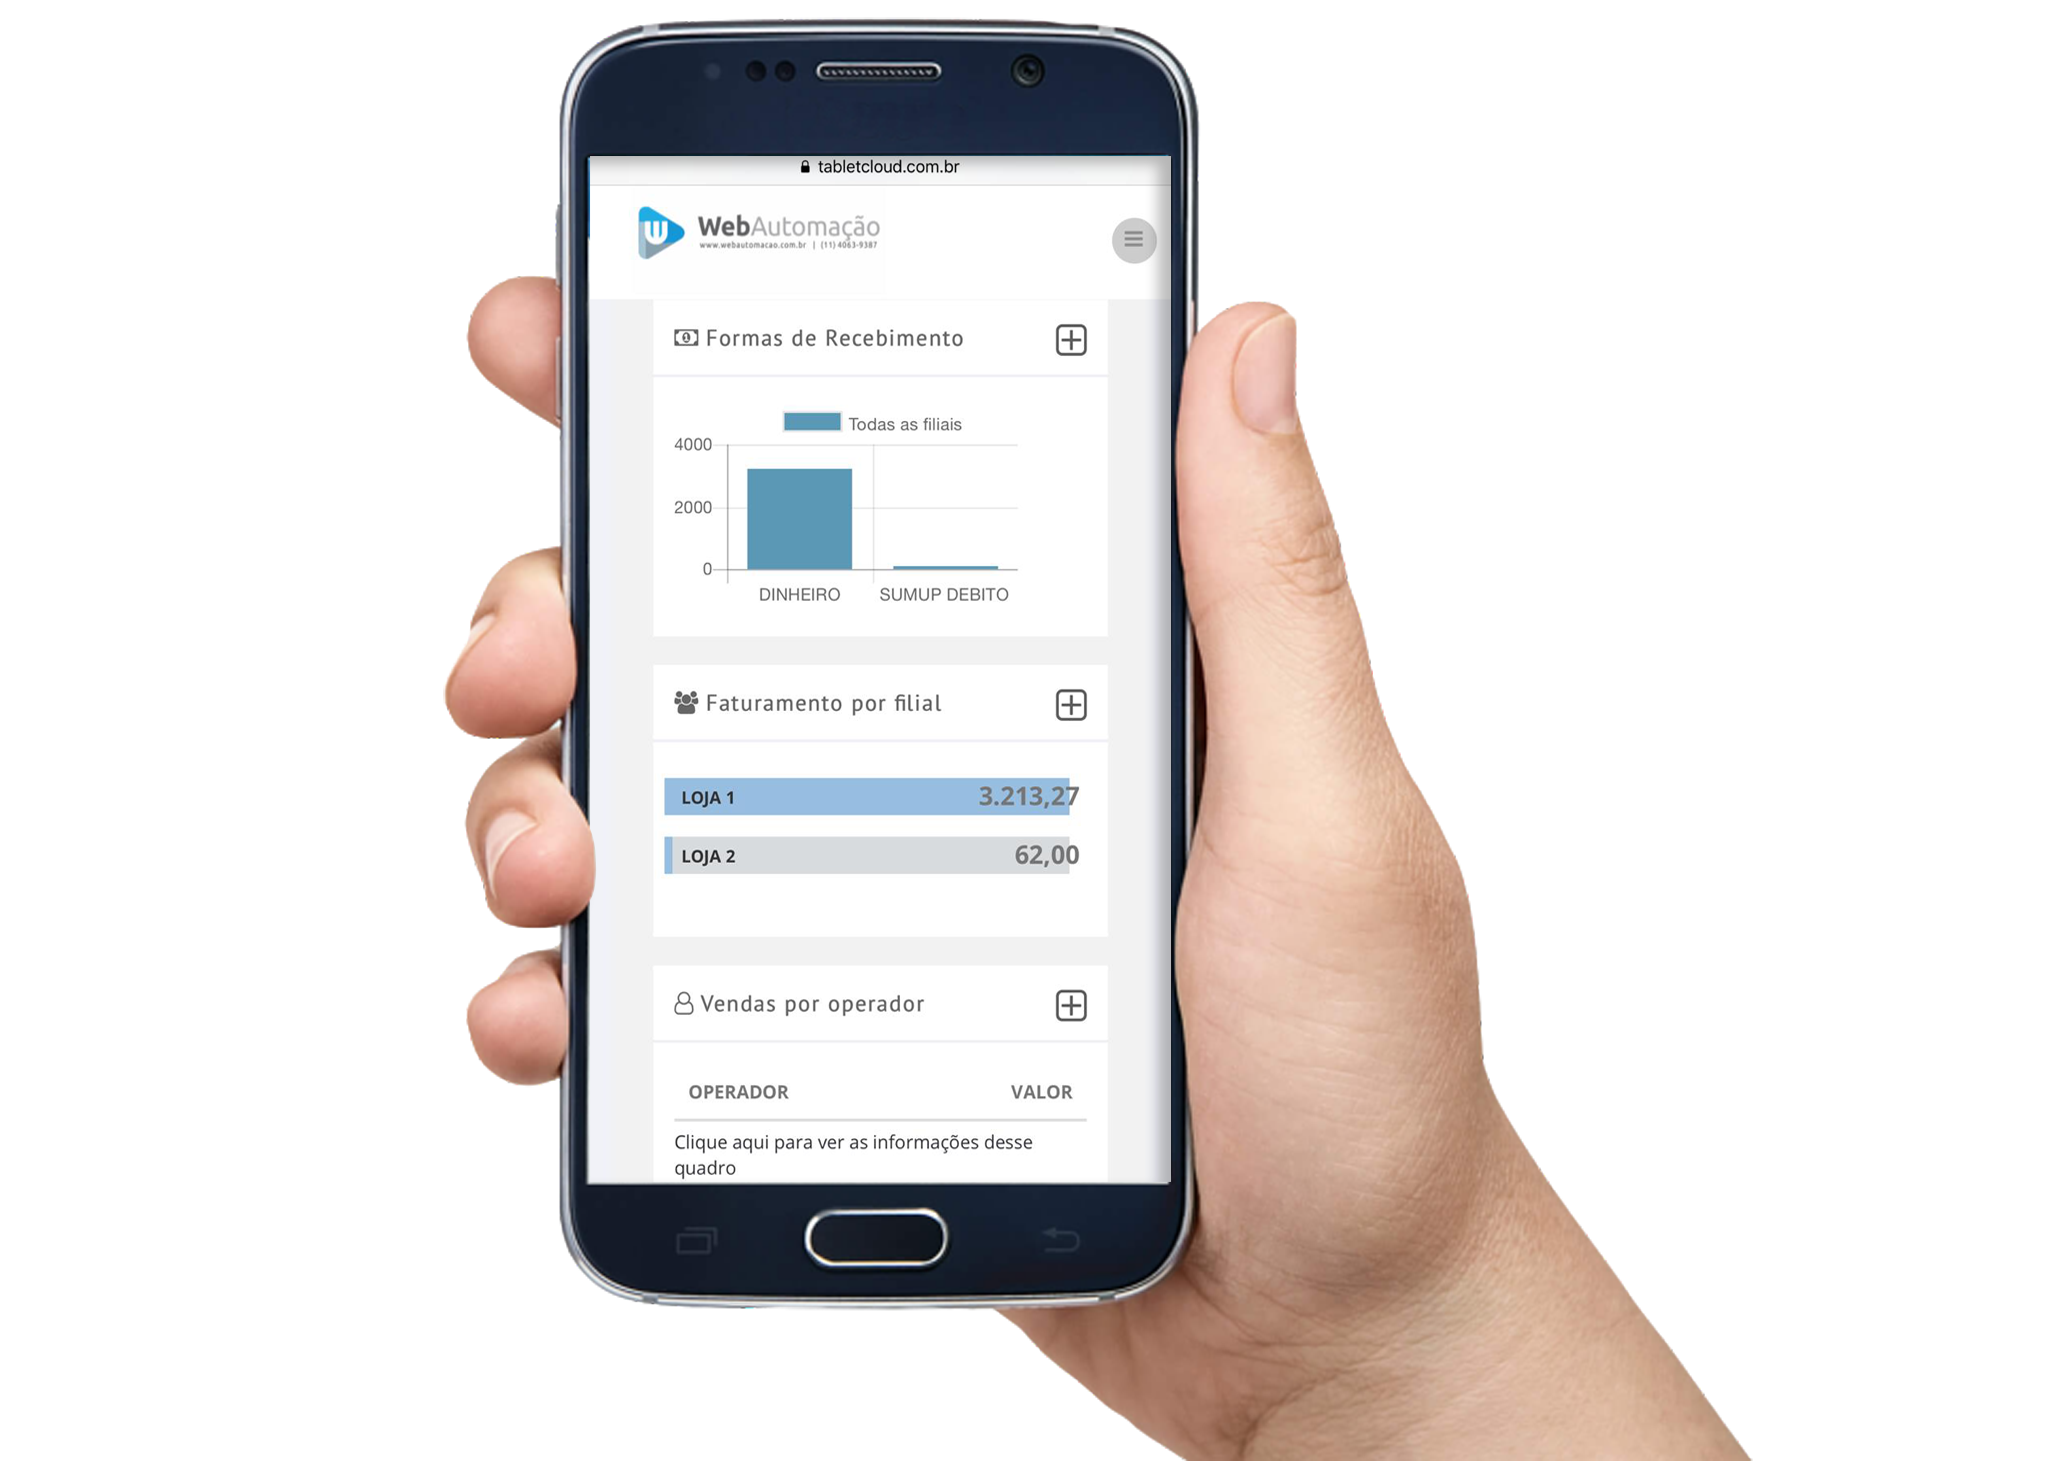 tabletcloud.com.br
WebAutomação
www.webautomacao.com.br | (11) 4063-9387
Formas de Recebimento
Todas as filiais
4000
2000
0
DINHEIRO SUMUP DEBITO
Faturamento por filial
LOJA 1 3.213,27
LOJA 2 62,00
Vendas por operador
OPERADOR VALOR
Clique aqui para ver as informações desse
quadro